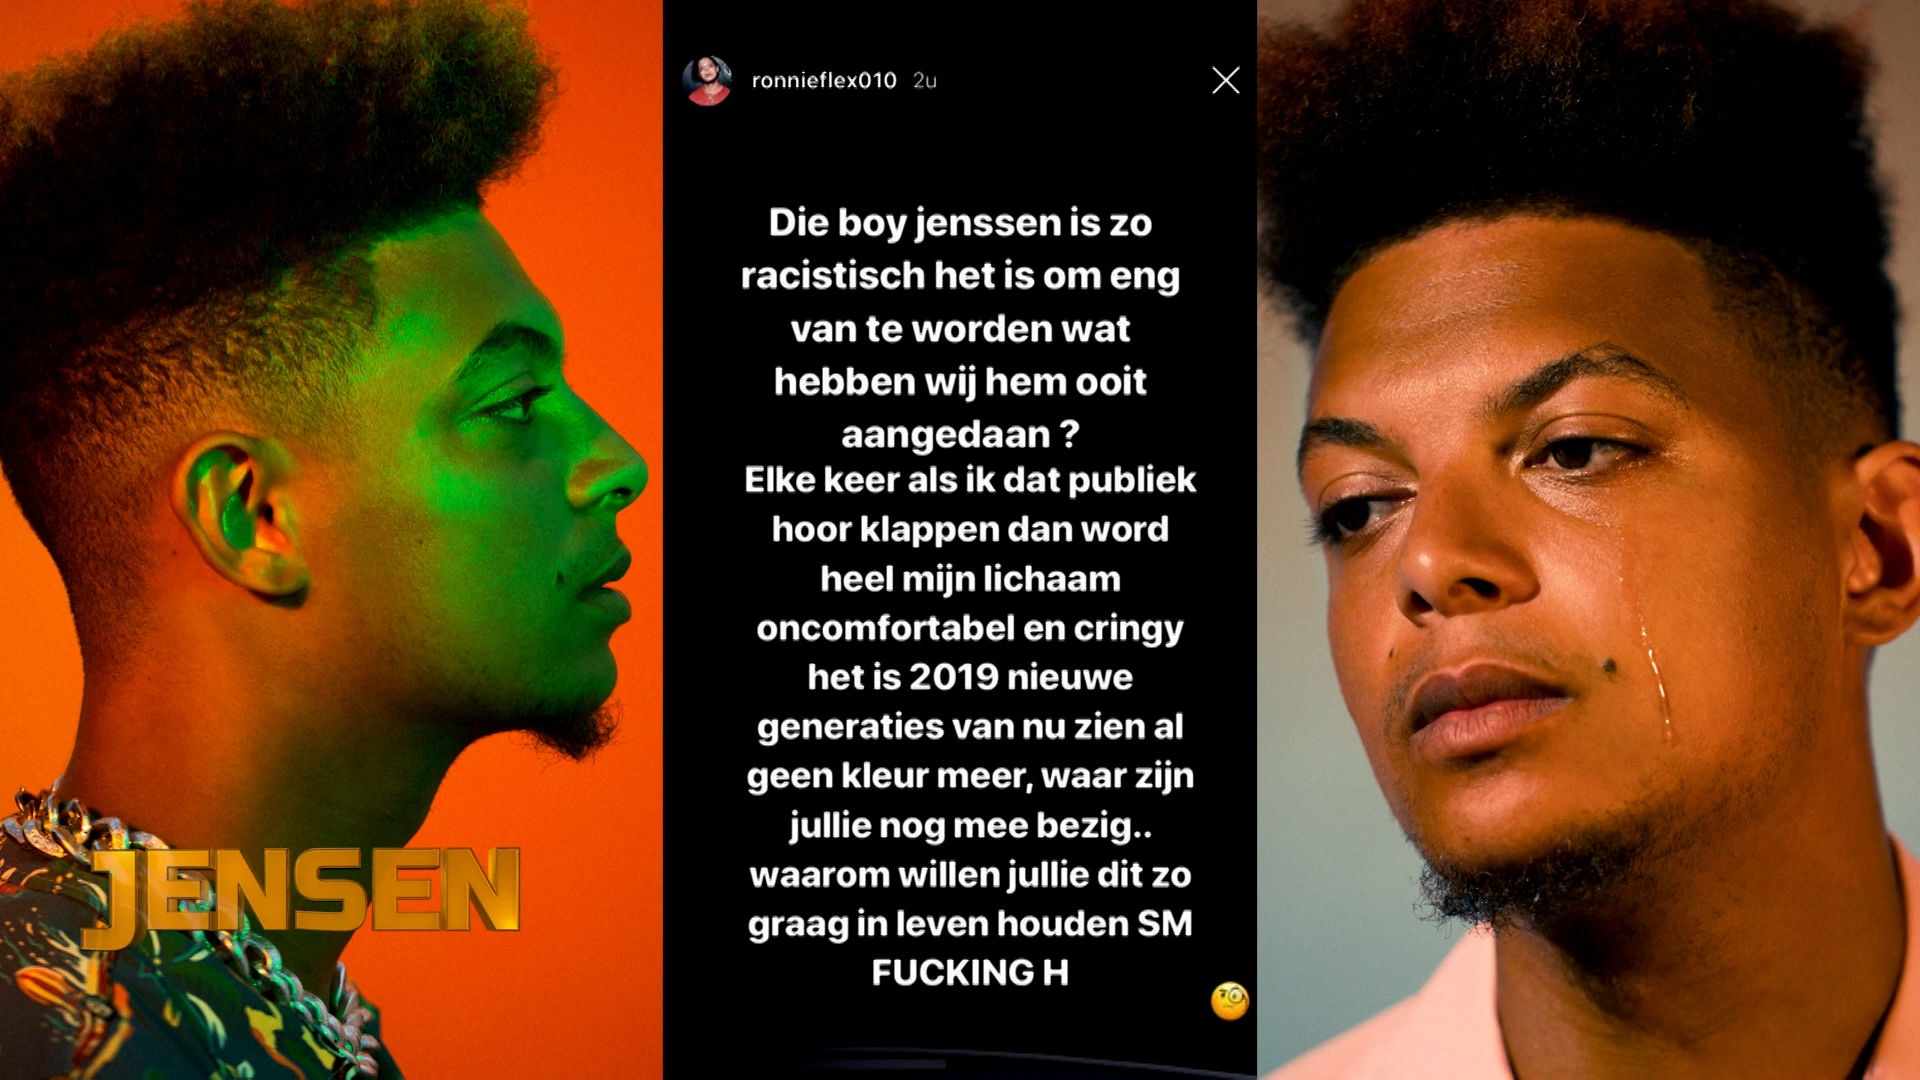 ronnieflex010 2u
Die boy jenssen is zo
racistisch het is om eng
van te worden wat
hebben wij hem ooit
aangedaan ?
Elke keer als ik dat publiek
hoor klappen dan word
heel mijn lichaam
oncomfortabel en cringy
het is 2019 nieuwe
generaties van nu zien al
geen kleur meer, waar zijn
jullie nog mee bezig..
waarom willen jullie dit zo
graag in leven houden SM
FUCKING H
JENSEN